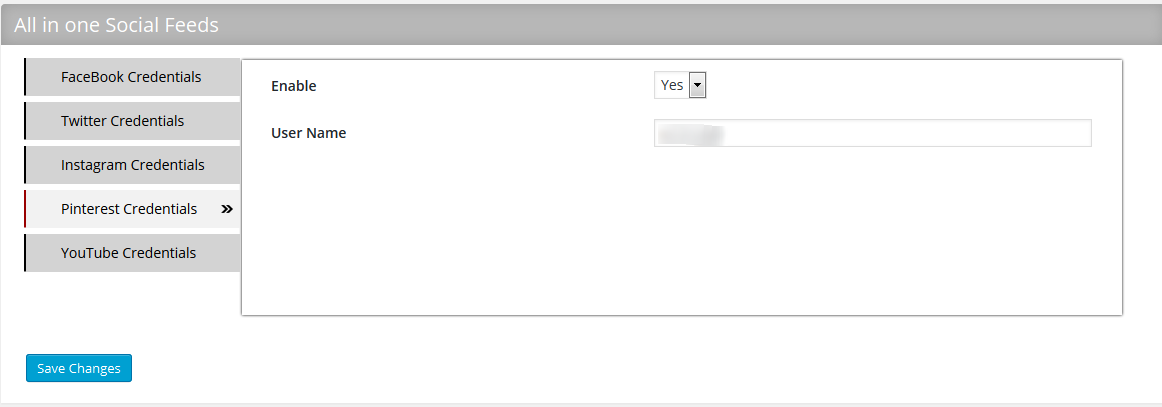 All in one Social Feeds
FaceBook Credentials
Twitter Credentials
Instagram Credentials
Pinterest Credentials »
YouTube Credentials
Enable Yes
User Name
Save Changes